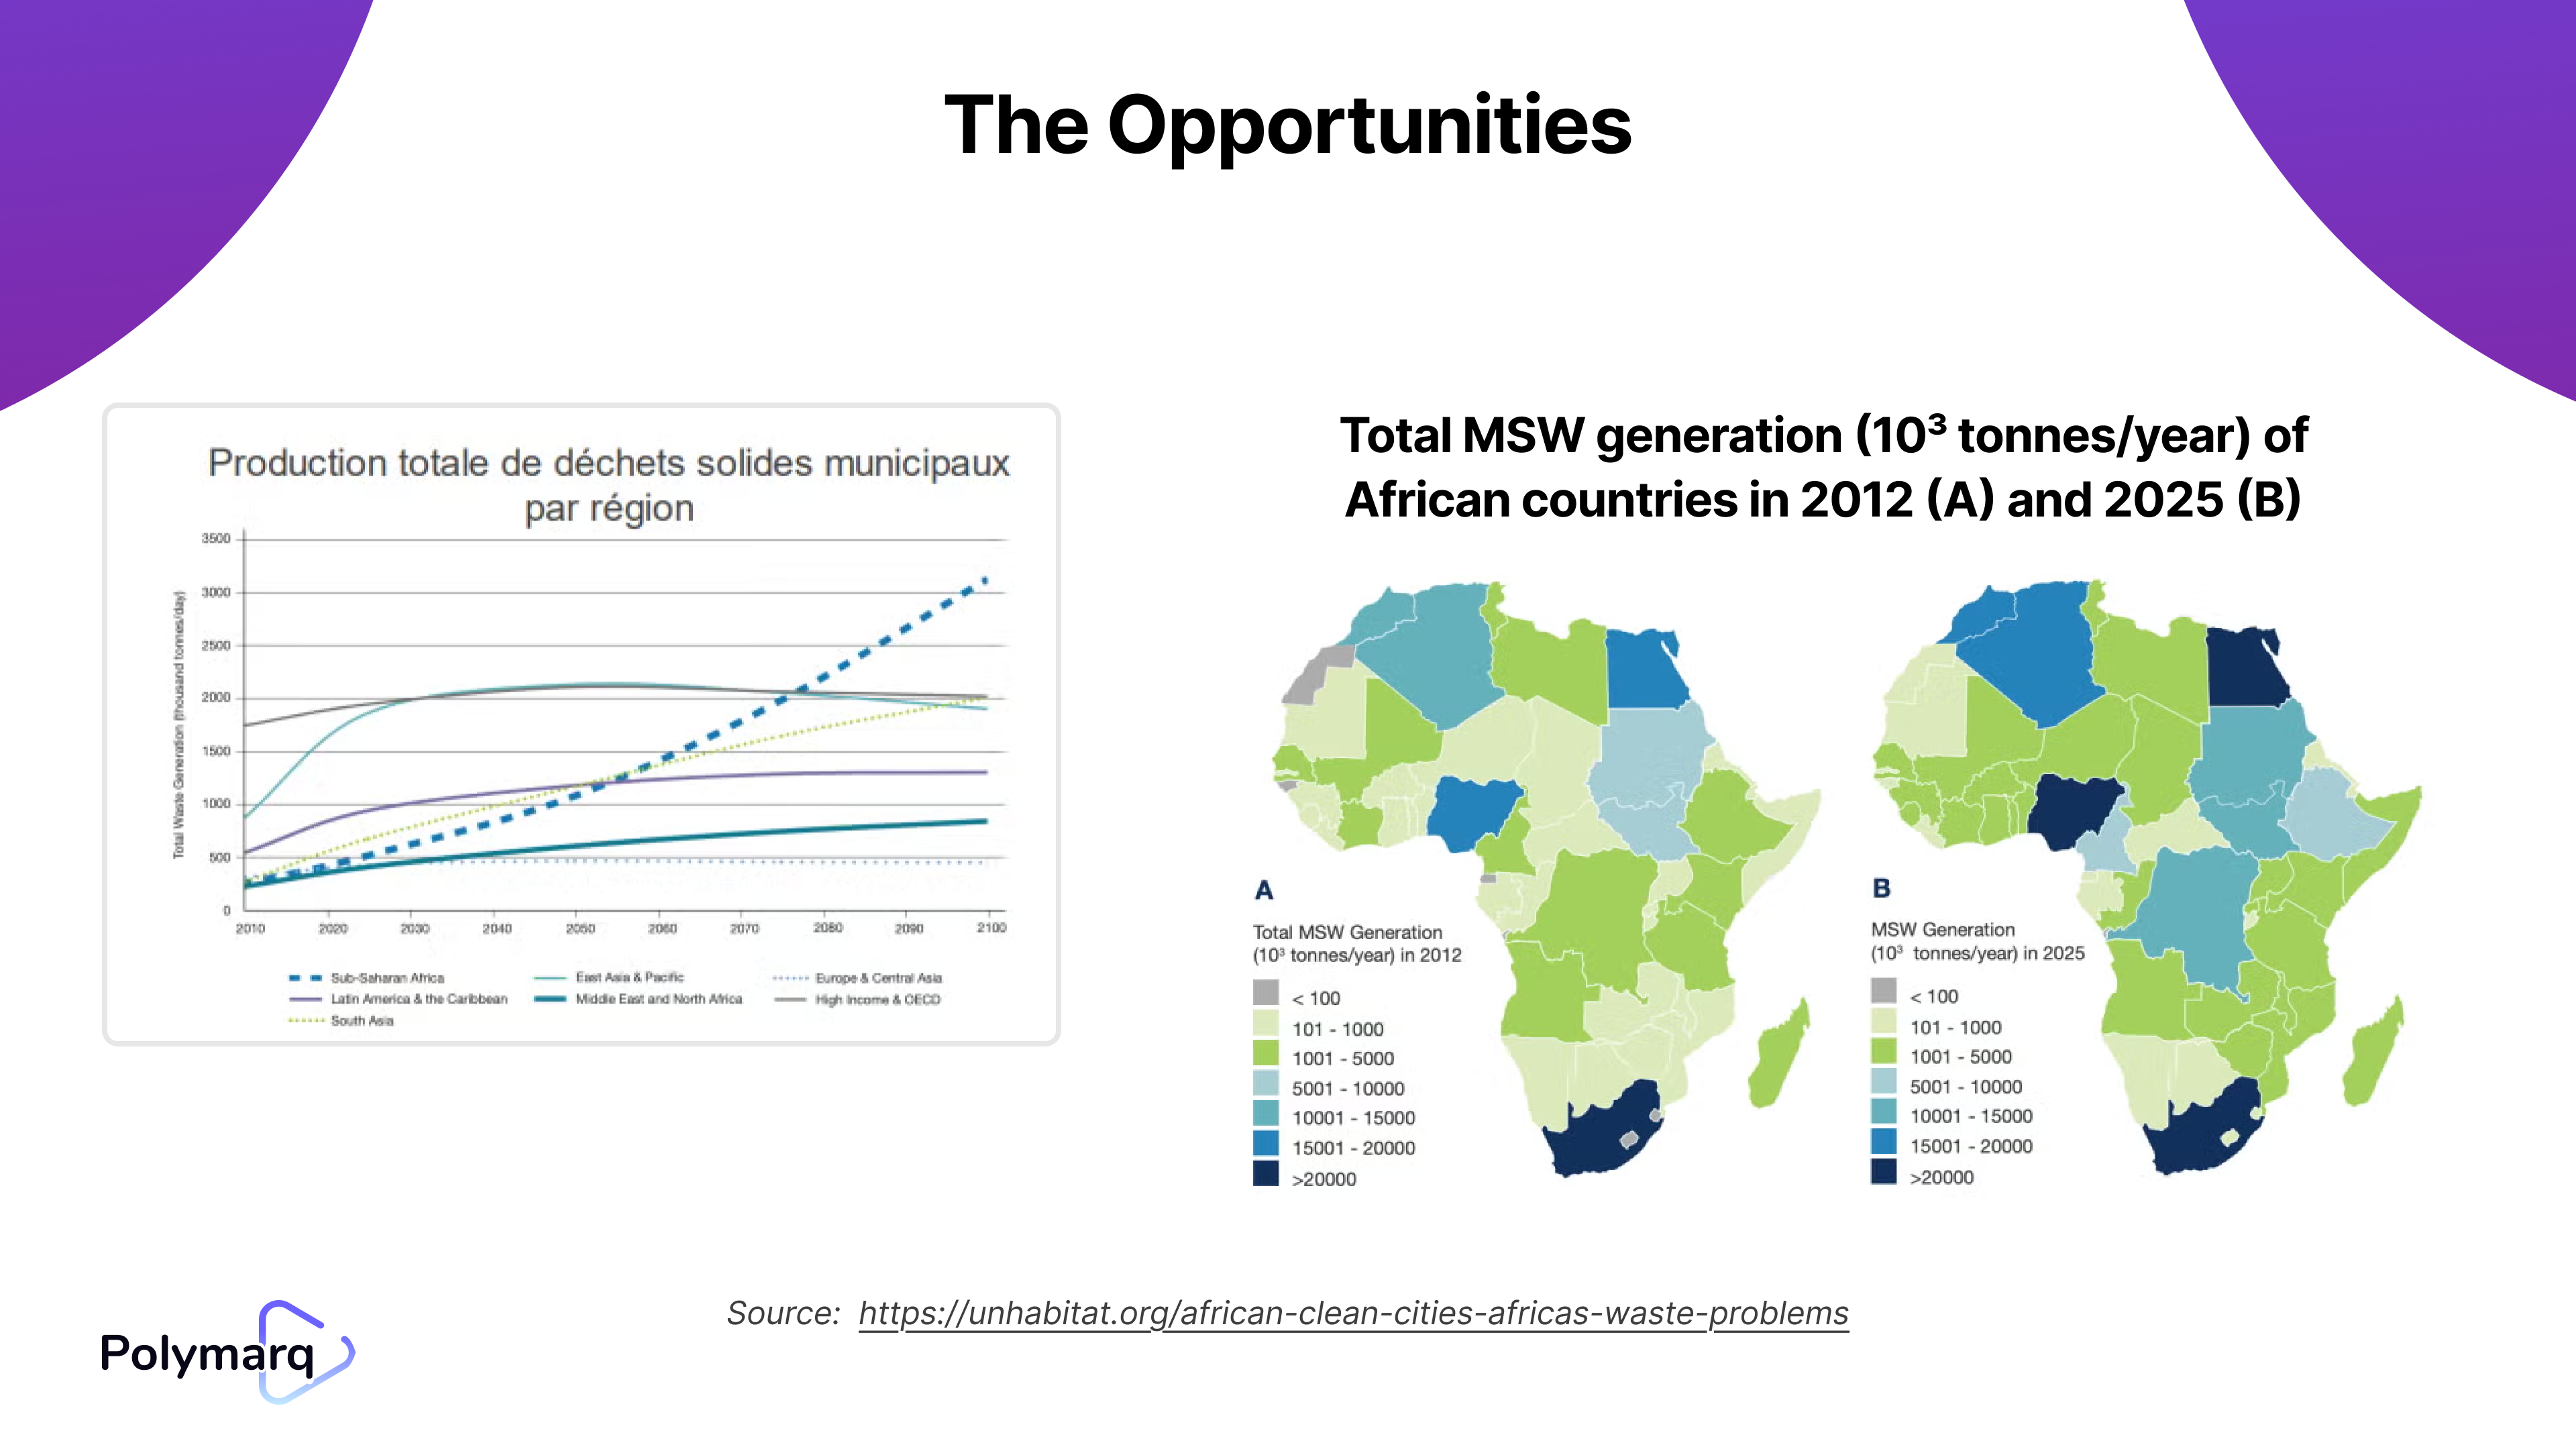 The Opportunities
Production totale de déchets solides municipaux
par région
Total Waste Generation (thousand tonnes/day)
3500
3000
2500
2000
1500
1000
500
0
2010 2020 2030 2040 2050 2060 2070 2080 2090 2100
Sub-Saharan Africa East Asia & Pacific Europe & Central Asia
Latin America & the Caribbean Middle East and North Africa High Income & OECD
South Asia
Total MSW generation (10³ tonnes/year) of
African countries in 2012 (A) and 2025 (B)
A
Total MSW Generation
(10³ tonnes/year) in 2012
< 100
101 - 1000
1001 - 5000
5001 - 10000
10001 - 15000
15001 - 20000
>20000
B
MSW Generation
(10³ tonnes/year) in 2025
< 100
101 - 1000
1001 - 5000
5001 - 10000
10001 - 15000
15001 - 20000
>20000
Source: https://unhabitat.org/african-clean-cities-africas-waste-problems
Polymarq